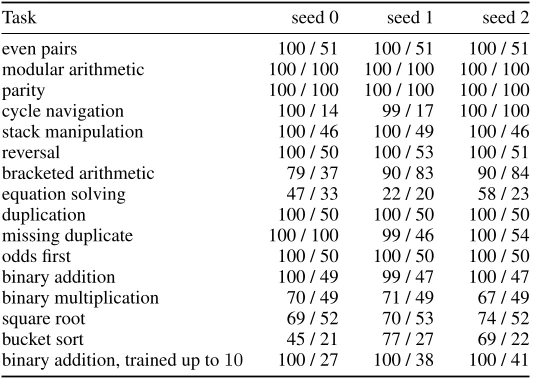 Task seed 0 seed 1 seed 2
even pairs 100 / 51 100 / 51 100 / 51
modular arithmetic 100 / 100 100 / 100 100 / 100
parity 100 / 100 100 / 100 100 / 100
cycle navigation 100 / 14 99 / 17 100 / 100
stack manipulation 100 / 46 100 / 49 100 / 46
reversal 100 / 50 100 / 53 100 / 51
bracketed arithmetic 79 / 37 90 / 83 90 / 84
equation solving 47 / 33 22 / 20 58 / 23
duplication 100 / 50 100 / 50 100 / 50
missing duplicate 100 / 100 99 / 46 100 / 54
odds first 100 / 50 100 / 50 100 / 50
binary addition 100 / 49 99 / 47 100 / 47
binary multiplication 70 / 49 71 / 49 67 / 49
square root 69 / 52 70 / 53 74 / 52
bucket sort 45 / 21 77 / 27 69 / 22
binary addition, trained up to 10 100 / 27 100 / 38 100 / 41